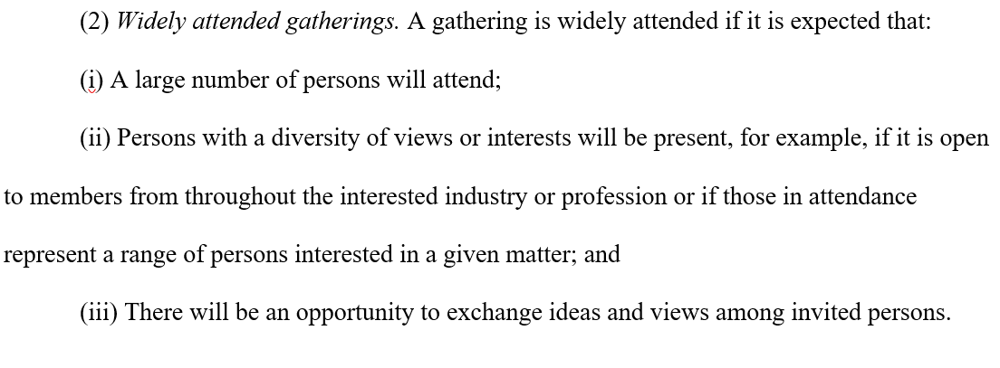 (2) Widely attended gatherings. A gathering is widely attended if it is expected that:
(i) A large number of persons will attend;
(ii) Persons with a diversity of views or interests will be present, for example, if it is open
to members from throughout the interested industry or profession or if those in attendance
represent a range of persons interested in a given matter; and
(iii) There will be an opportunity to exchange ideas and views among invited persons.